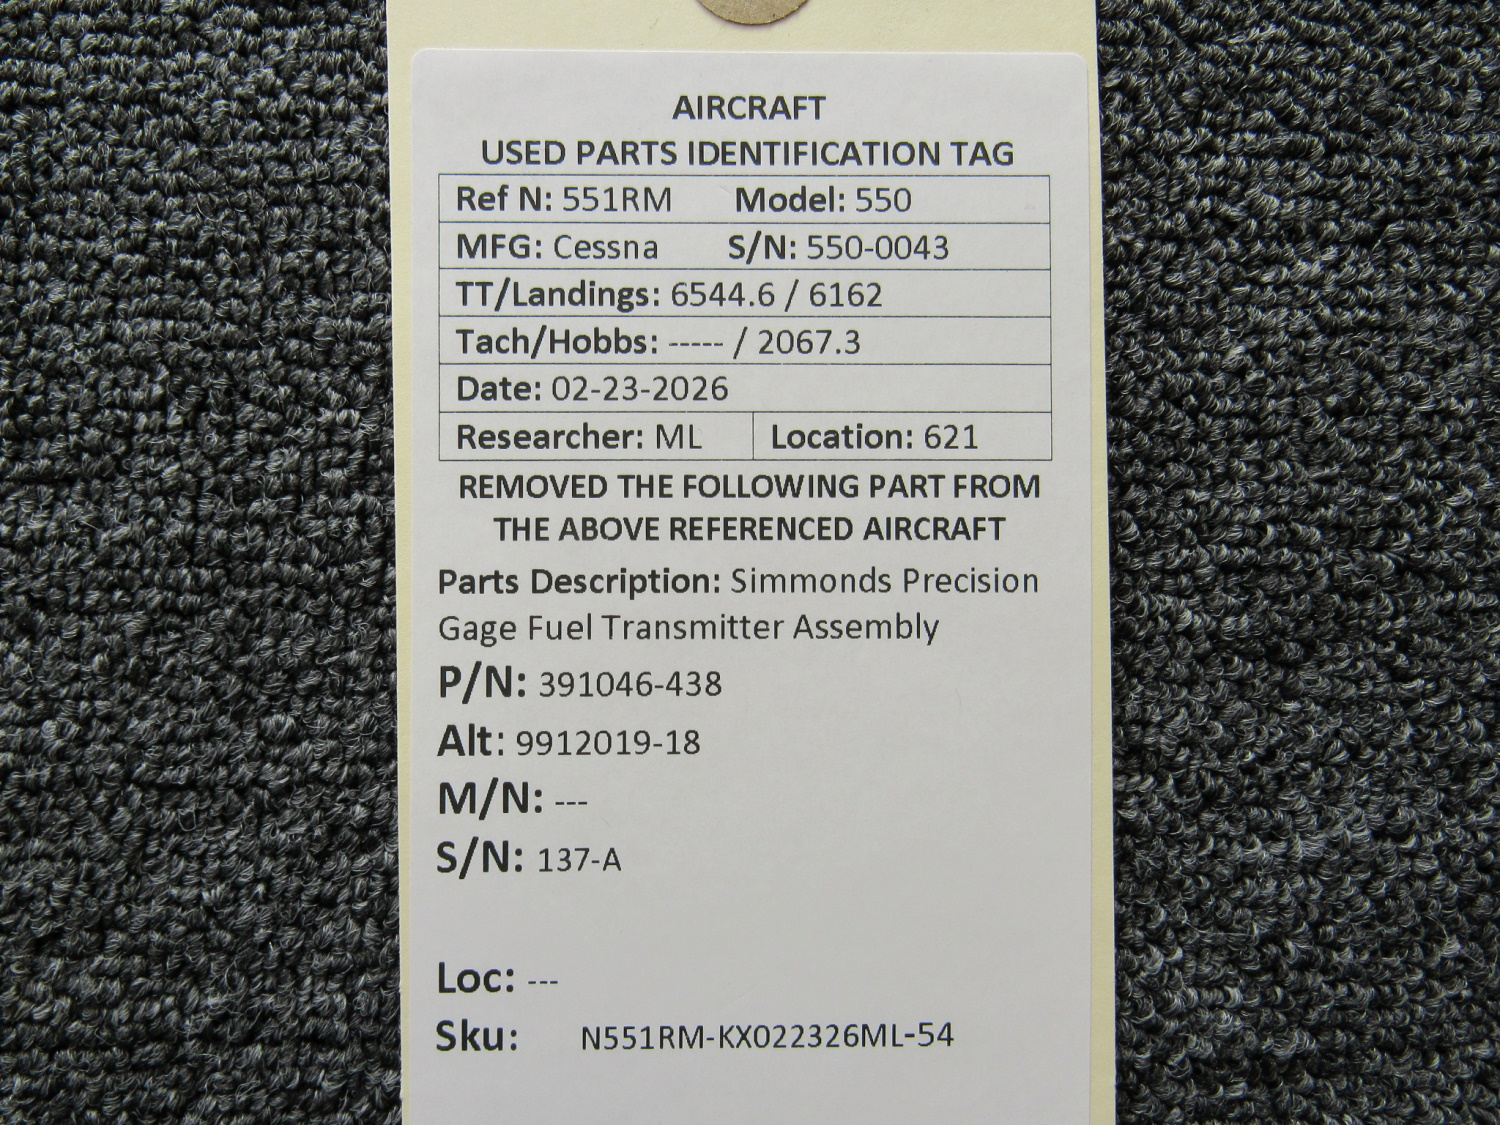 AIRCRAFT
USED PARTS IDENTIFICATION TAG
Ref N: 551RM Model: 550
MFG: Cessna S/N: 550-0043
TT/Landings: 6544.6 / 6162
Tach/Hobbs: ----- / 2067.3
Date: 02-23-2026
Researcher: ML Location: 621
REMOVED THE FOLLOWING PART FROM
THE ABOVE REFERENCED AIRCRAFT
Parts Description: Simmonds Precision
Gage Fuel Transmitter Assembly
P/N: 391046-438
Alt: 9912019-18
M/N: ---
S/N: 137-A
Loc: ---
Sku: N551RM-KX022326ML-54